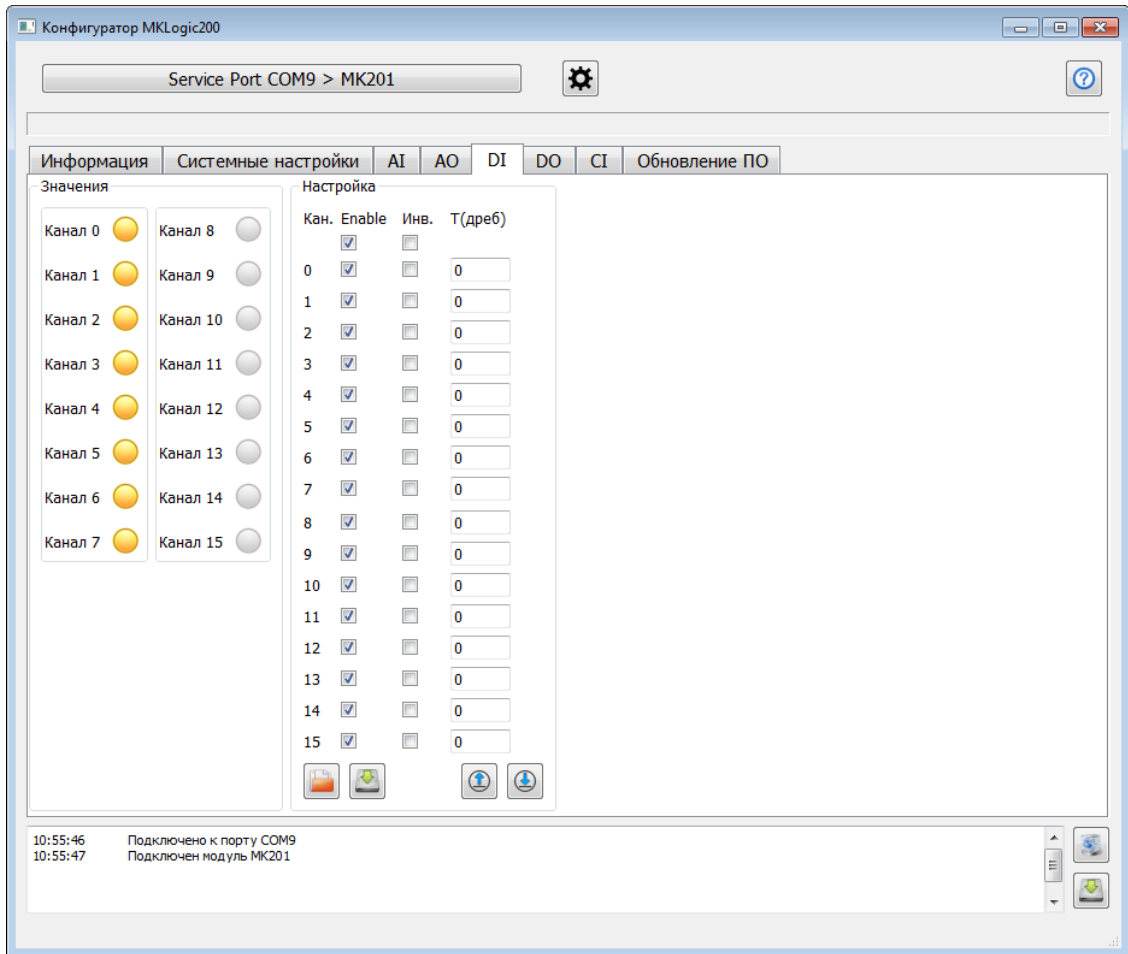 Конфигуратор MKLogic200
Service Port COM9 > MK201
Информация Системные настройки AI AO DI DO CI Обновление ПО
Значения
Канал 0 Канал 8
Канал 1 Канал 9
Канал 2 Канал 10
Канал 3 Канал 11
Канал 4 Канал 12
Канал 5 Канал 13
Канал 6 Канал 14
Канал 7 Канал 15
Настройка
Кан. Enable Инв. Т(дреб)
0 0
1 0
2 0
3 0
4 0
5 0
6 0
7 0
8 0
9 0
10 0
11 0
12 0
13 0
14 0
15 0
10:55:46 Подключено к порту COM9
10:55:47 Подключен модуль MK201